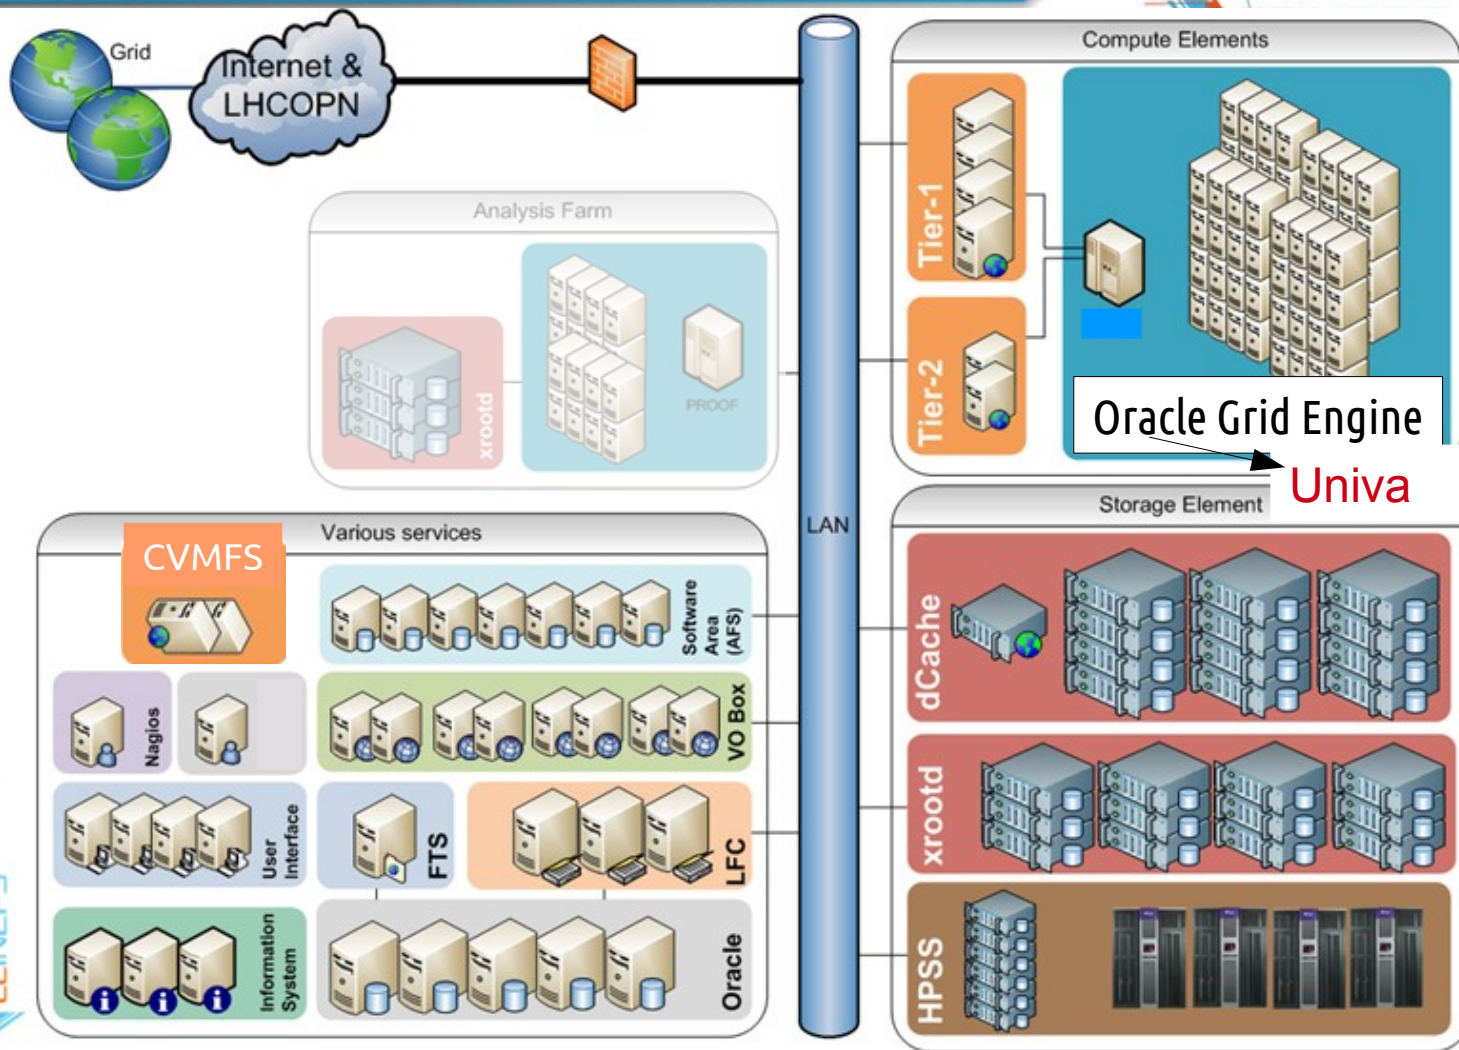 Grid
Internet &
LHCOPN
Compute Elements
Tier-1
Tier-2
Oracle Grid Engine
Univa
Analysis Farm
xrootd
PROOF
LAN
Various services
CVMFS
Software
Area
(AFS)
Nagios
VO Box
User
Interface
FTS
LFC
Information
System
Oracle
Storage Element
dCache
xrootd
HPSS